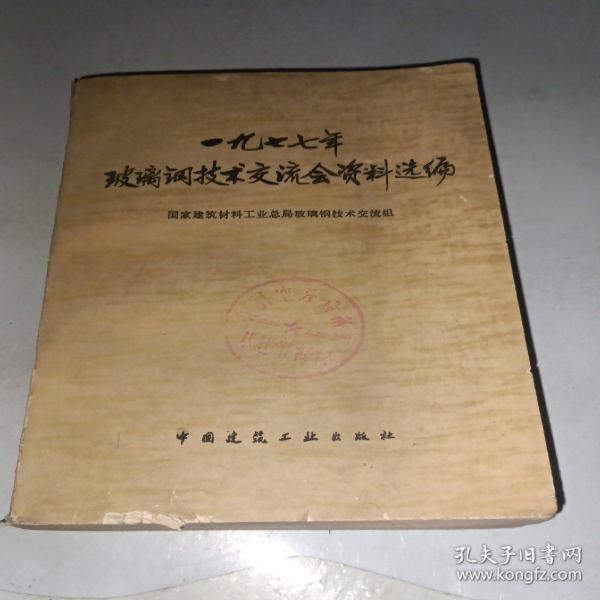 一九七七年
玻璃钢技术交流会资料选编
国家建筑材料工业总局玻璃钢技术交流组
中国建筑工业出版社
孔夫子旧书网
www.kongfz.com